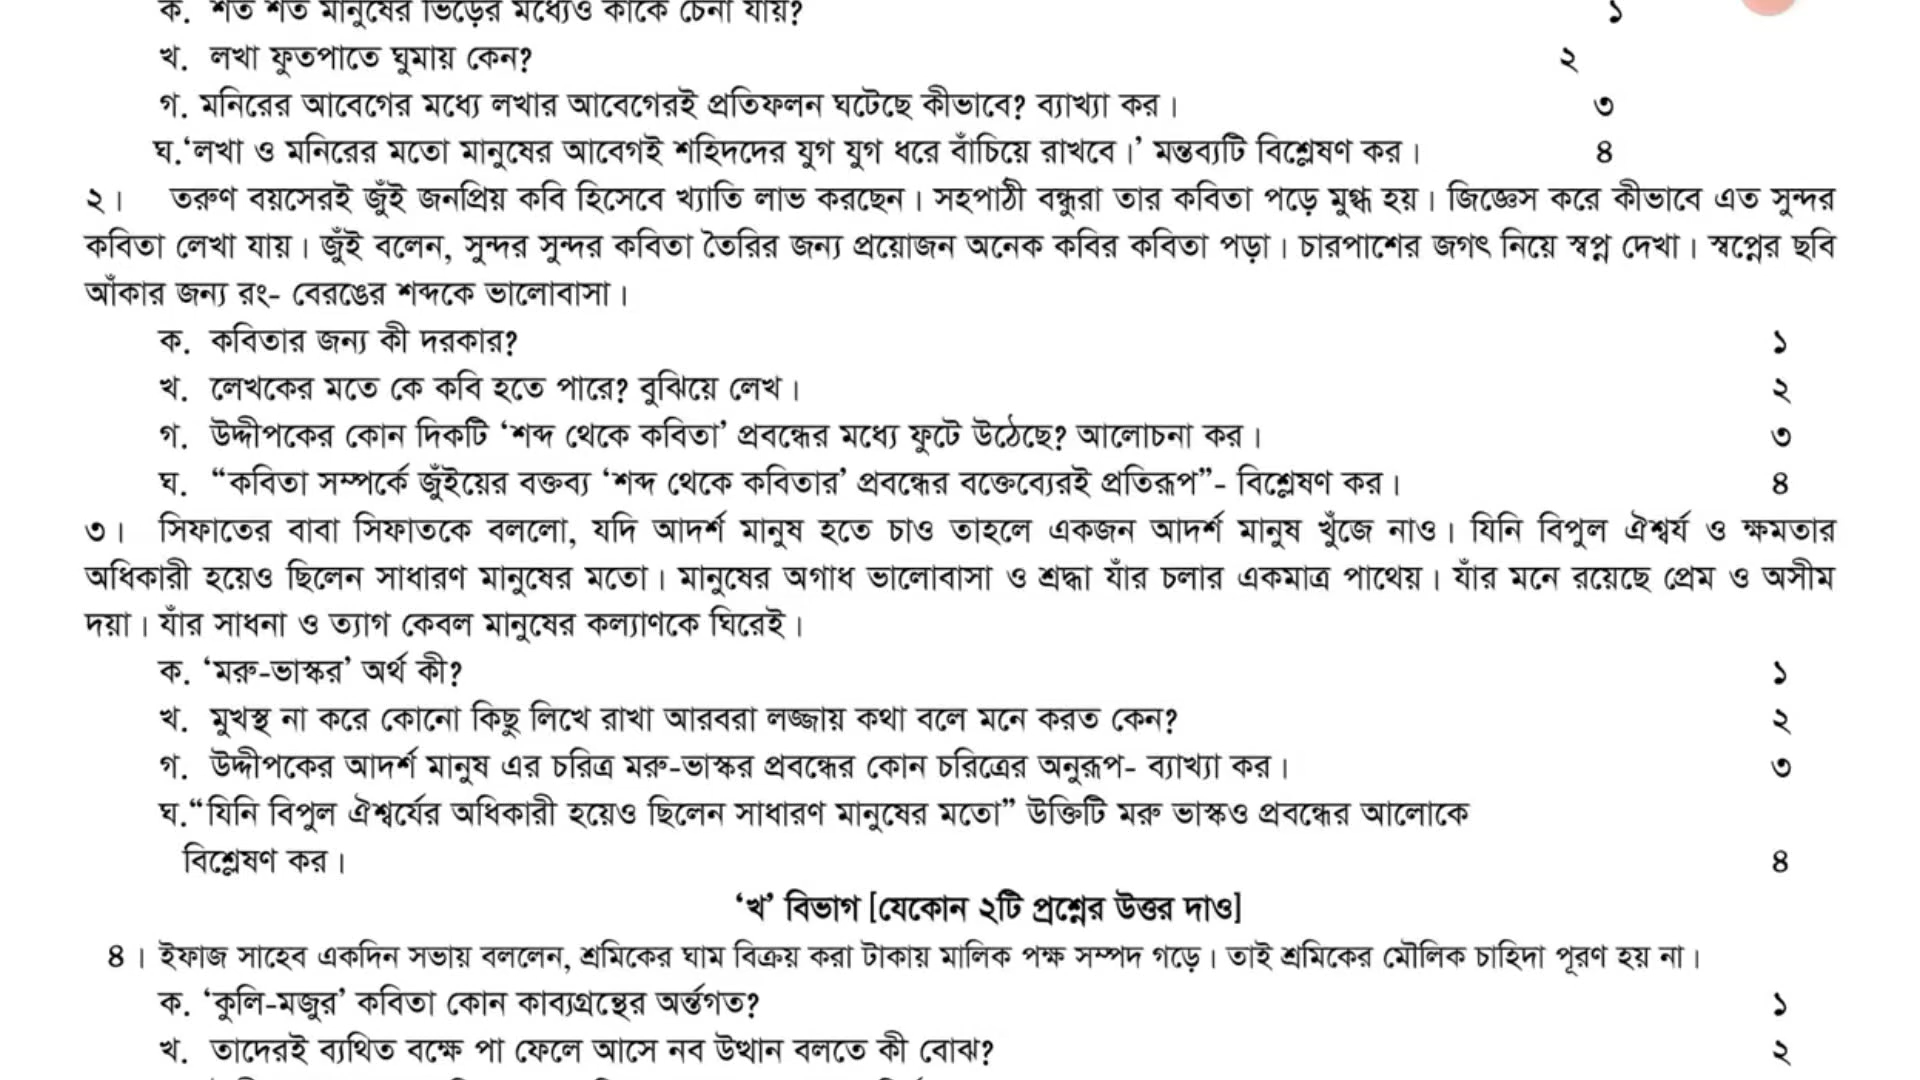 ক. শত শত মানুষের ভিড়ের মধ্যেও কাকে চেনা যায়? ১
খ. লখা ফুতপাতে ঘুমায় কেন? ২
গ. মনিরের আবেগের মধ্যে লখার আবেগেরই প্রতিফলন ঘটেছে কীভাবে? ব্যাখ্যা কর। ৩
ঘ.‘লখা ও মনিরের মতো মানুষের আবেগই শহিদদের যুগ যুগ ধরে বাঁচিয়ে রাখবে।’ মন্তব্যটি বিশ্লেষণ কর। ৪
২। তরুণ বয়সেরই জুঁই জনপ্রিয় কবি হিসেবে খ্যাতি লাভ করছেন। সহপাঠী বন্ধুরা তার কবিতা পড়ে মুগ্ধ হয়। জিজ্ঞেস করে কীভাবে এত সুন্দর
কবিতা লেখা যায়। জুঁই বলেন, সুন্দর সুন্দর কবিতা তৈরির জন্য প্রয়োজন অনেক কবির কবিতা পড়া। চারপাশের জগৎ নিয়ে স্বপ্ন দেখা। স্বপ্নের ছবি
আঁকার জন্য রং- বেরঙের শব্দকে ভালোবাসা।
ক. কবিতার জন্য কী দরকার? ১
খ. লেখকের মতে কে কবি হতে পারে? বুঝিয়ে লেখ। ২
গ. উদ্দীপকের কোন দিকটি ‘শব্দ থেকে কবিতা’ প্রবন্ধের মধ্যে ফুটে উঠেছে? আলোচনা কর। ৩
ঘ. “কবিতা সম্পর্কে জুঁইয়ের বক্তব্য ‘শব্দ থেকে কবিতার’ প্রবন্ধের বক্তেব্যেরই প্রতিরূপ”- বিশ্লেষণ কর। ৪
৩। সিফাতের বাবা সিফাতকে বললো, যদি আদর্শ মানুষ হতে চাও তাহলে একজন আদর্শ মানুষ খুঁজে নাও। যিনি বিপুল ঐশ্বর্য ও ক্ষমতার
অধিকারী হয়েও ছিলেন সাধারণ মানুষের মতো। মানুষের অগাধ ভালোবাসা ও শ্রদ্ধা যাঁর চলার একমাত্র পাথেয়। যাঁর মনে রয়েছে প্রেম ও অসীম
দয়া। যাঁর সাধনা ও ত্যাগ কেবল মানুষের কল্যাণকে ঘিরেই।
ক. ‘মরু-ভাস্কর’ অর্থ কী? ১
খ. মুখস্থ না করে কোনো কিছু লিখে রাখা আরবরা লজ্জায় কথা বলে মনে করত কেন? ২
গ. উদ্দীপকের আদর্শ মানুষ এর চরিত্র মরু-ভাস্কর প্রবন্ধের কোন চরিত্রের অনুরূপ- ব্যাখ্যা কর। ৩
ঘ.“যিনি বিপুল ঐশ্বর্যের অধিকারী হয়েও ছিলেন সাধারণ মানুষের মতো” উক্তিটি মরু ভাস্কও প্রবন্ধের আলোকে
বিশ্লেষণ কর। ৪
‘খ’ বিভাগ [যেকোন ২টি প্রশ্নের উত্তর দাও]
৪। ইফাজ সাহেব একদিন সভায় বললেন, শ্রমিকের ঘাম বিক্রয় করা টাকায় মালিক পক্ষ সম্পদ গড়ে। তাই শ্রমিকের মৌলিক চাহিদা পূরণ হয় না।
ক. ‘কুলি-মজুর’ কবিতা কোন কাব্যগ্রন্থের অর্ন্তগত? ১
খ. তাদেরই ব্যথিত বক্ষে পা ফেলে আসে নব উত্থান বলতে কী বোঝ? ২